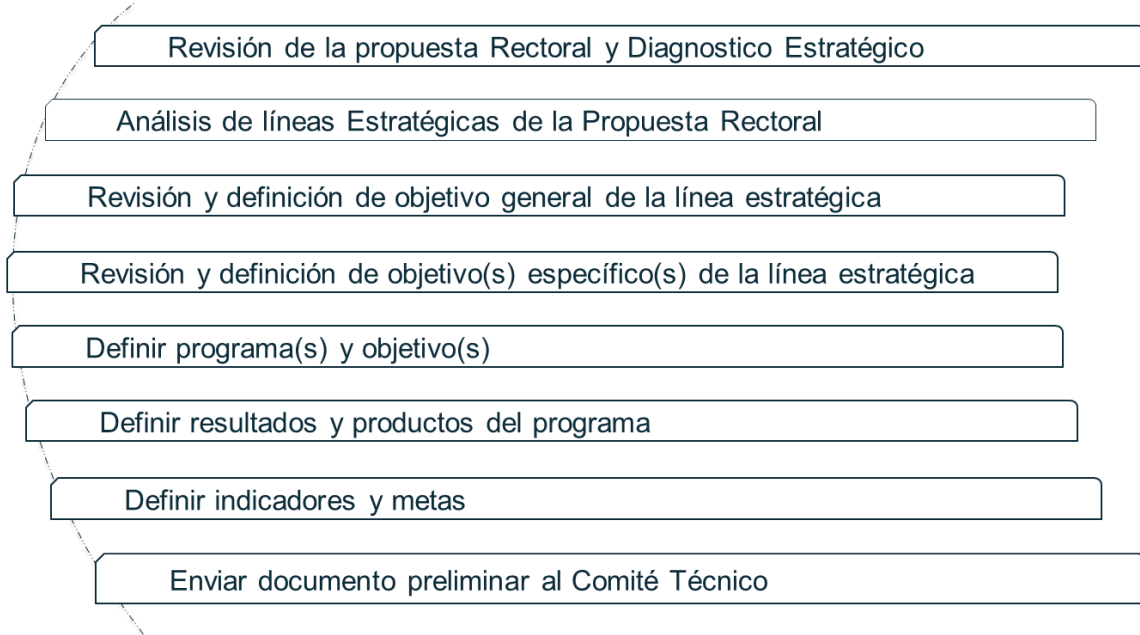 Revisión de la propuesta Rectoral y Diagnostico Estratégico
Análisis de líneas Estratégicas de la Propuesta Rectoral
Revisión y definición de objetivo general de la línea estratégica
Revisión y definición de objetivo(s) específico(s) de la línea estratégica
Definir programa(s) y objetivo(s)
Definir resultados y productos del programa
Definir indicadores y metas
Enviar documento preliminar al Comité Técnico